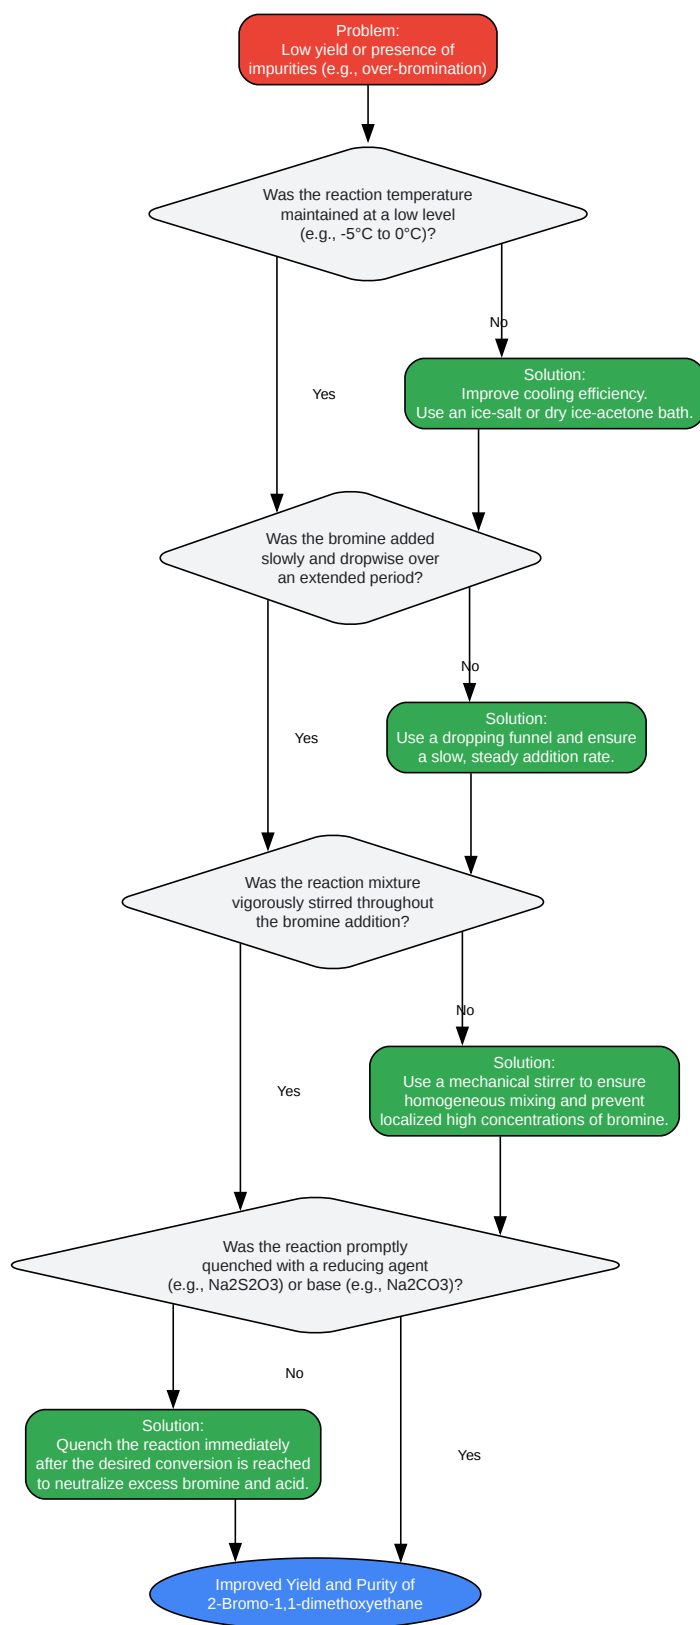 Problem:
Low yield or presence of
impurities (e.g., over-bromination)
Was the reaction temperature
maintained at a low level
(e.g., -5°C to 0°C)?
No
Yes
Solution:
Improve cooling efficiency.
Use an ice-salt or dry ice-acetone bath.
Was the bromine added
slowly and dropwise over
an extended period?
No
Yes
Solution:
Use a dropping funnel and ensure
a slow, steady addition rate.
Was the reaction mixture
vigorously stirred throughout
the bromine addition?
No
Yes
Solution:
Use a mechanical stirrer to ensure
homogeneous mixing and prevent
localized high concentrations of bromine.
Was the reaction promptly
quenched with a reducing agent
(e.g., Na2S2O3) or base (e.g., Na2CO3)?
No
Yes
Solution:
Quench the reaction immediately
after the desired conversion is reached
to neutralize excess bromine and acid.
Improved Yield and Purity of
2-Bromo-1,1-dimethoxyethane